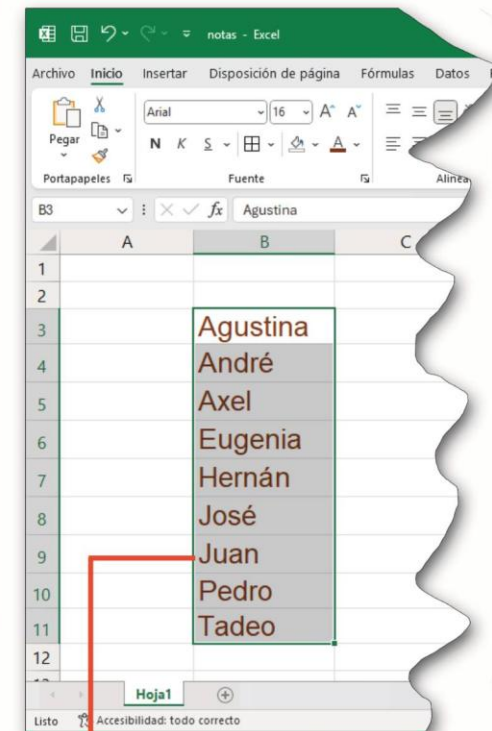 notas - Excel
Archivo Inicio Insertar Disposición de página Fórmulas Datos
Pegar
Arial 16 A A
N K S A
Portapapeles Fuente Alinea
B3 fx Agustina
A B C
1
2
3 Agustina
4 André
5 Axel
6 Eugenia
7 Hernán
8 José
9 Juan
10 Pedro
11 Tadeo
12
Hoja1
Listo Accesibilidad: todo correcto